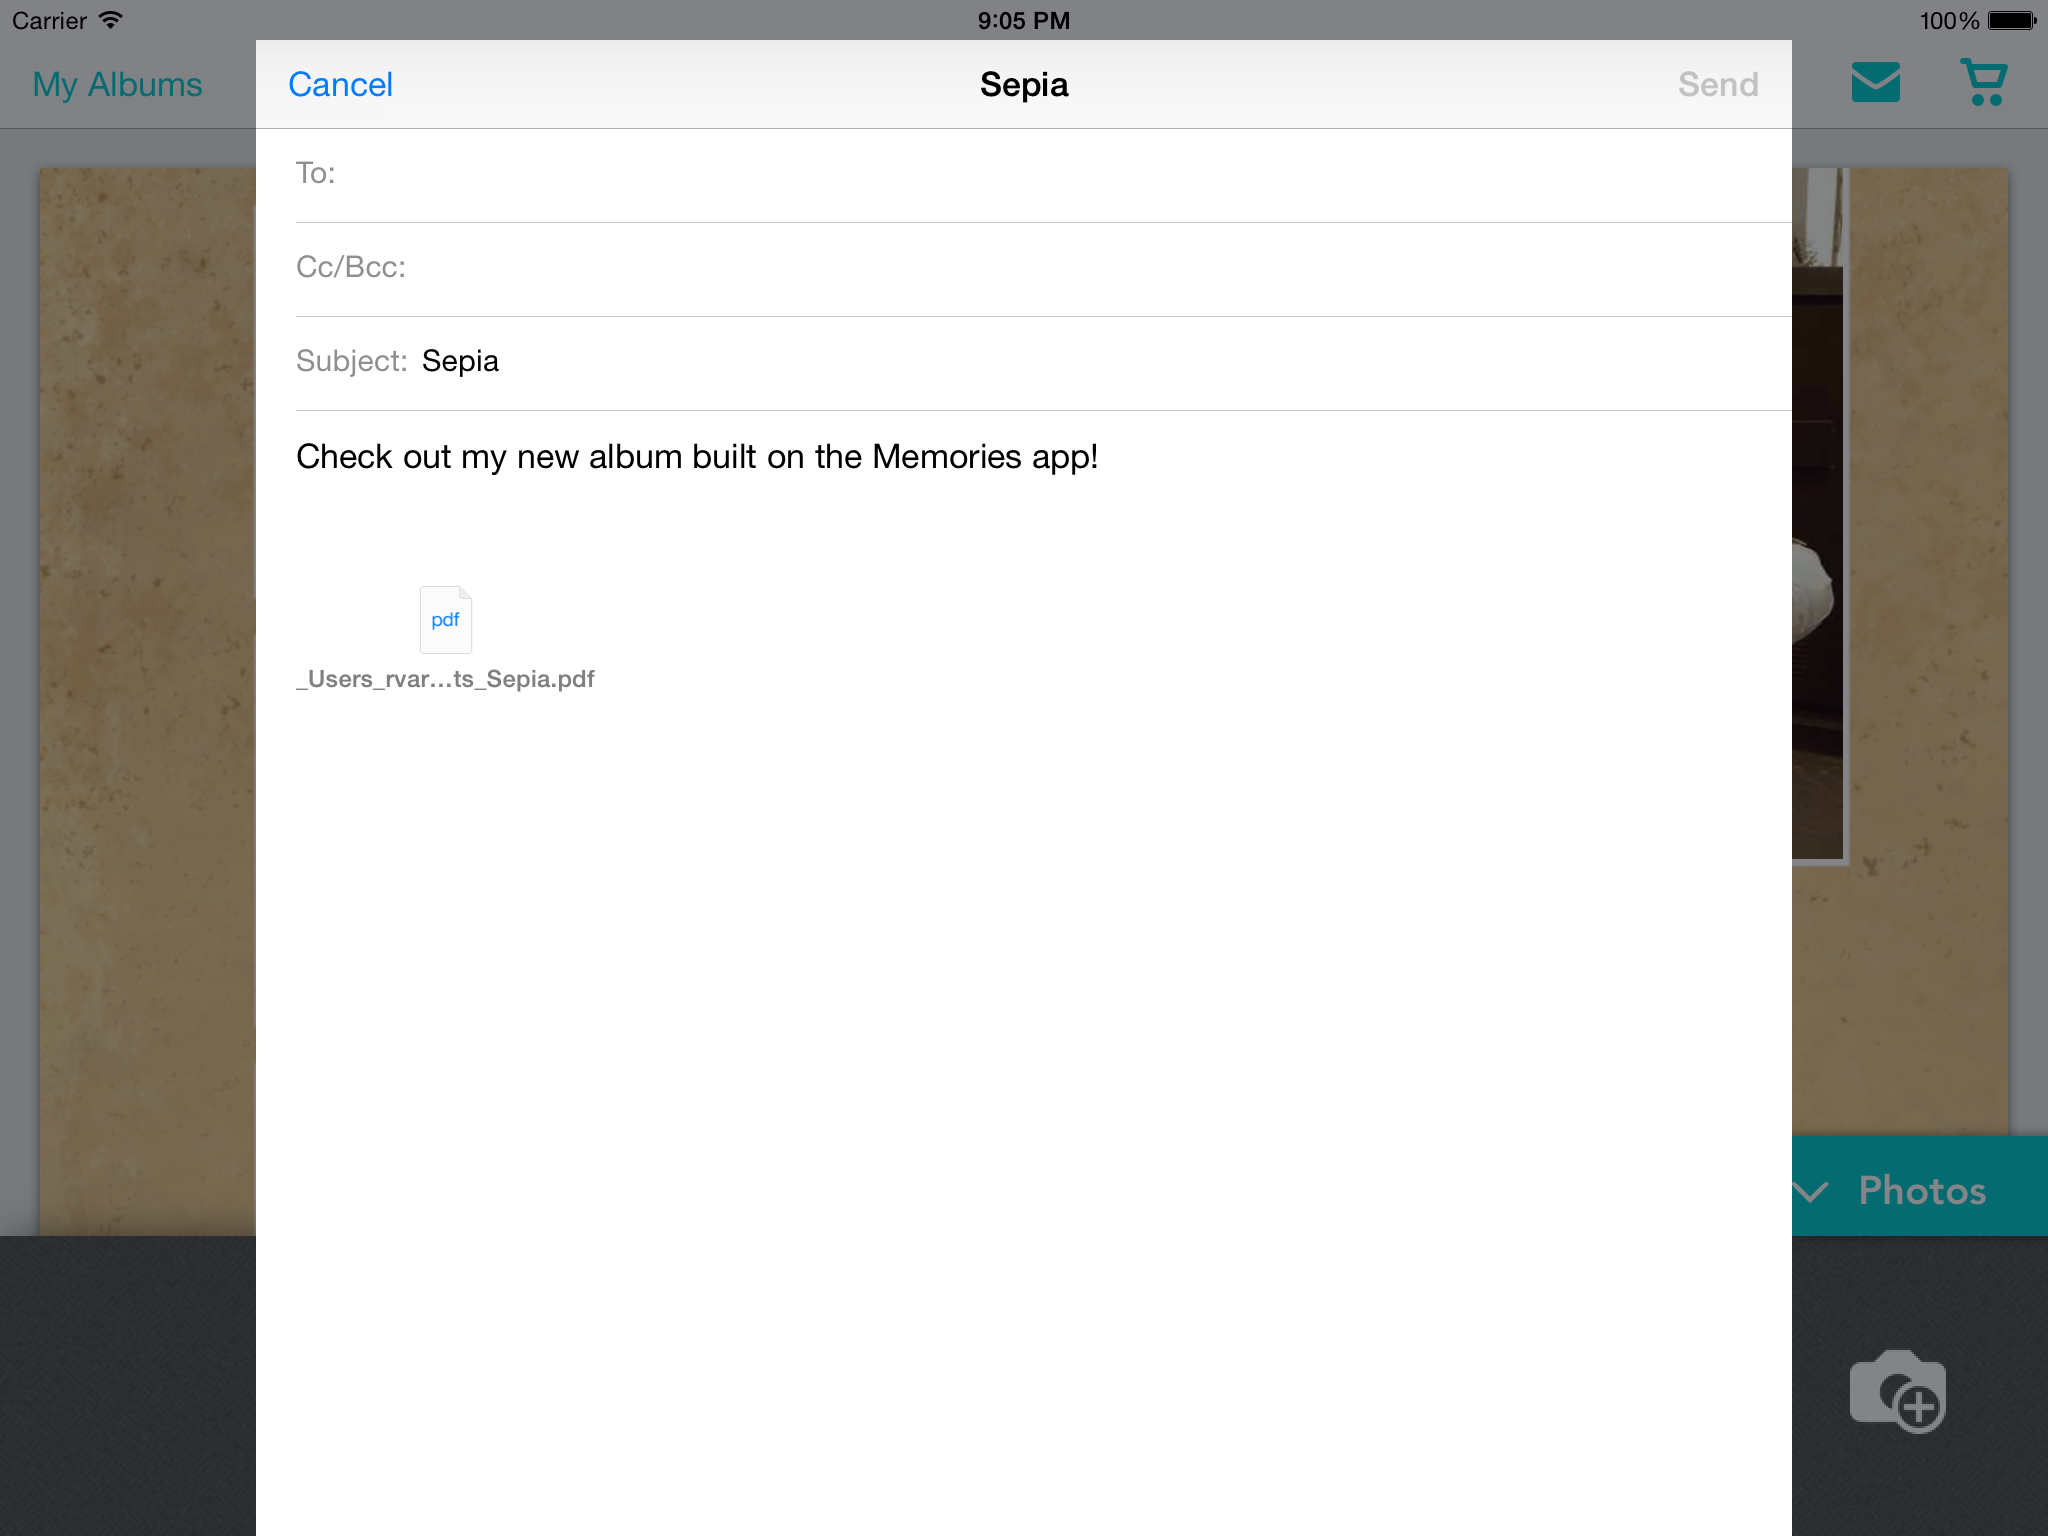 Carrier 9:05 PM 100%
My Albums Cancel Sepia Send
To:
Cc/Bcc:
Subject: Sepia
Check out my new album built on the Memories app!
pdf
_Users_rvar...ts_Sepia.pdf
Photos